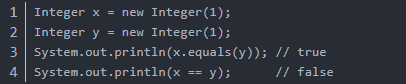 1 Integer x = new Integer(1);
2 Integer y = new Integer(1);
3 System.out.println(x.equals(y)); // true
4 System.out.println(x == y);      // false